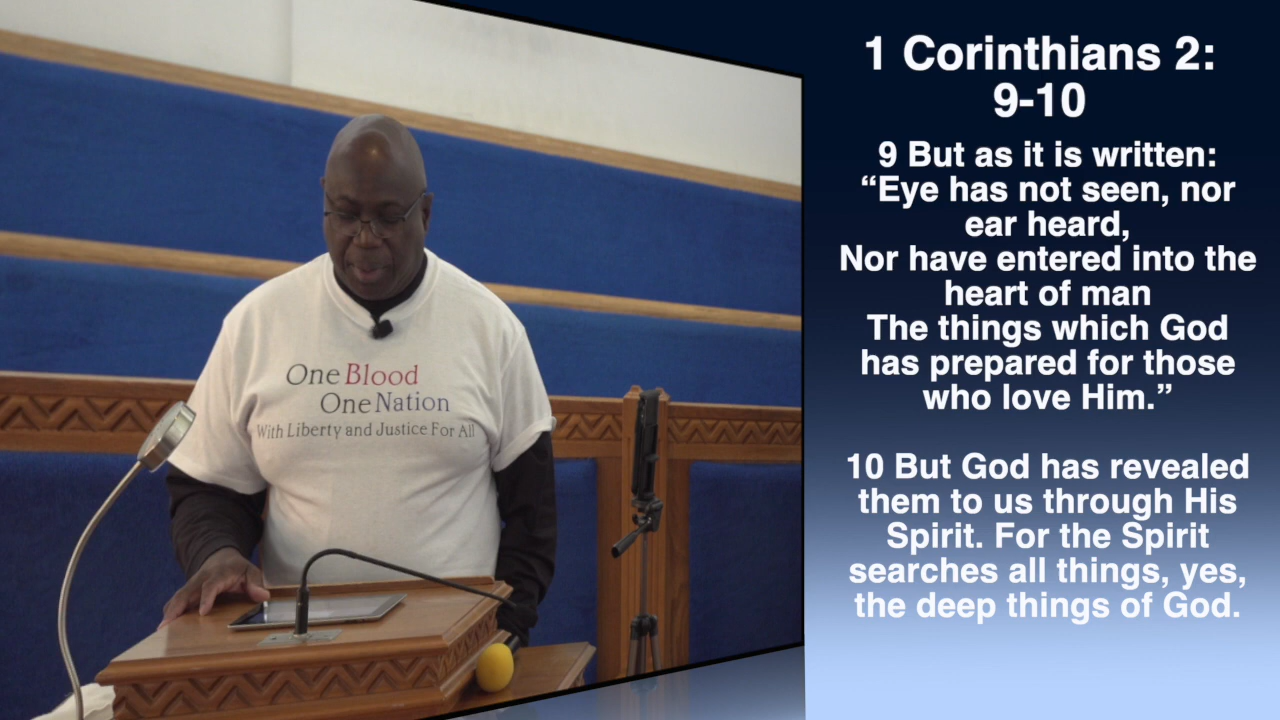 One Blood
One Nation
With Liberty and Justice For All
1 Corinthians 2:
9-10
9 But as it is written:
“Eye has not seen, nor
ear heard,
Nor have entered into the
heart of man
The things which God
has prepared for those
who love Him.”
10 But God has revealed
them to us through His
Spirit. For the Spirit
searches all things, yes,
the deep things of God.